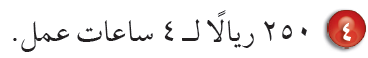 ٤ ٢٥٠ ريالًا لـ ٤ ساعات عمل.